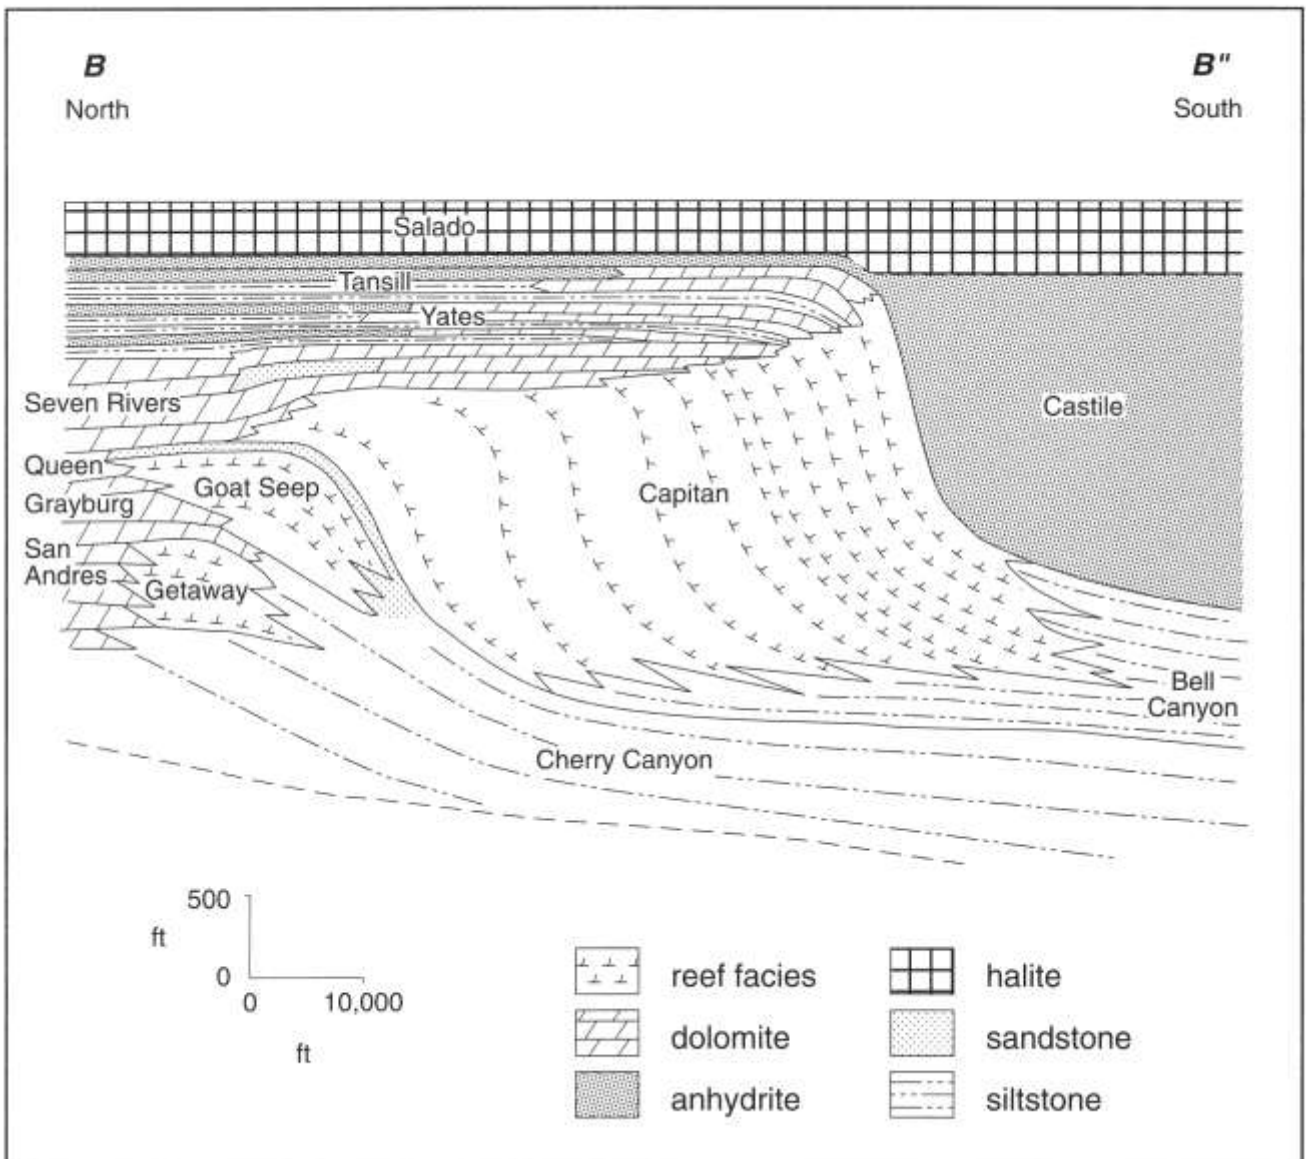 B B"
North South
Salado
Tansill
Yates
Seven Rivers
Castile
Queen
Goat Seep
Capitan
Grayburg
San
Andres
Getaway
Bell
Canyon
Cherry Canyon
500
ft
0
0 10,000
ft
reef facies
halite
dolomite
sandstone
anhydrite
siltstone